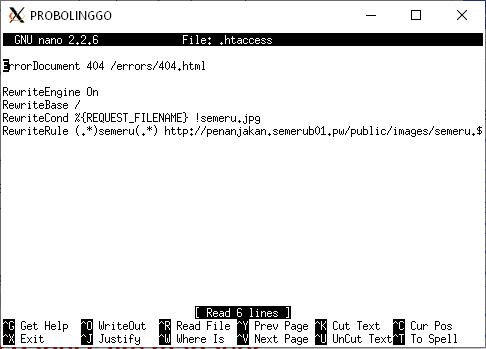 PROBOLINGGO
GNU nano 2.2.6 File: .htaccess
ErrorDocument 404 /errors/404.html
RewriteEngine On
RewriteBase /
RewriteCond %{REQUEST_FILENAME} !semeru.jpg
RewriteRule (.*)semeru(.*) http://penanjakan.semerub01.pw/public/images/semeru.$
[ Read 6 lines ]
^G Get Help ^O WriteOut ^R Read File ^Y Prev Page ^K Cut Text ^C Cur Pos
^X Exit ^J Justify ^W Where Is ^V Next Page ^U UnCut Text ^T To Spell